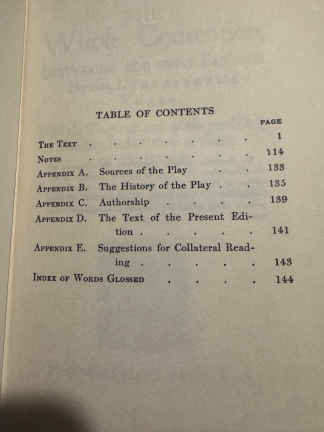 TABLE OF CONTENTS
PAGE
THE TEXT . . . . . . . 1
NOTES . . . . . . . 114
APPENDIX A. Sources of the Play . . 133
APPENDIX B. The History of the Play . . 135
APPENDIX C. Authorship . . . . 139
APPENDIX D. The Text of the Present Edi-
tion . . . . . 141
APPENDIX E. Suggestions for Collateral Read-
ing . . . . . 143
INDEX OF WORDS GLOSSED . . . . 144